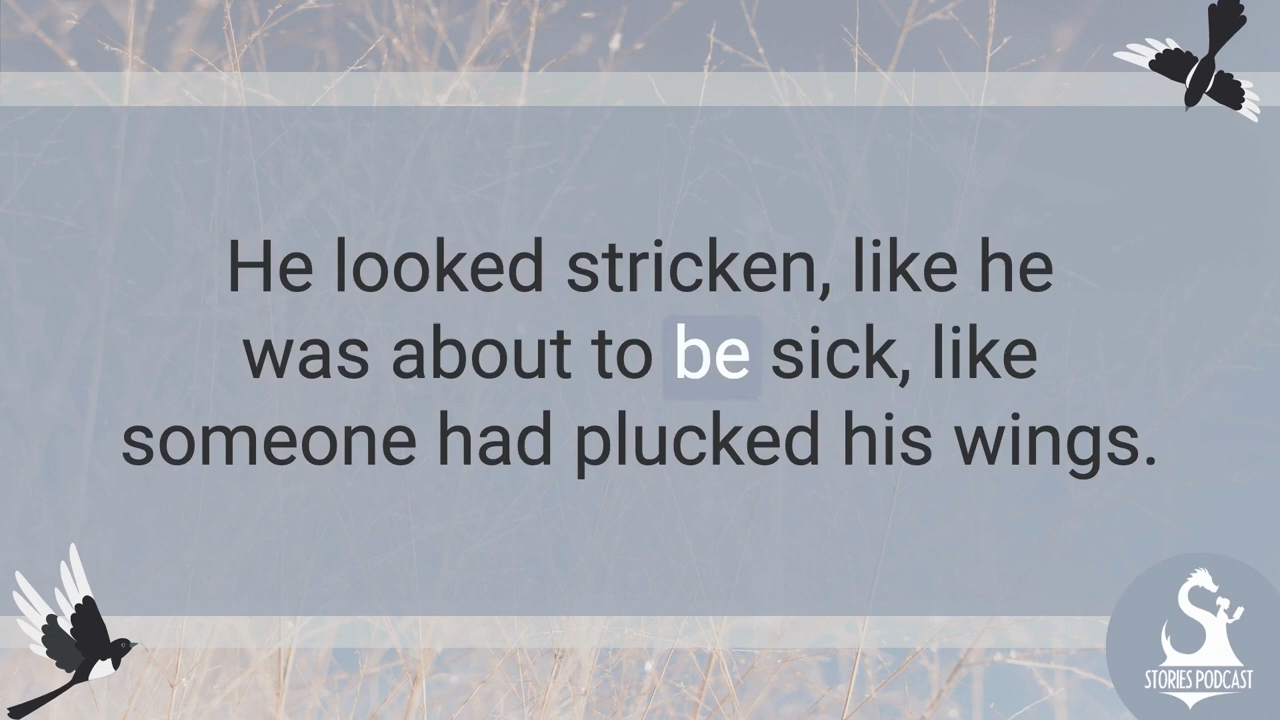 He looked stricken, like he
was about to be sick, like
someone had plucked his wings.
STORIES PODCAST